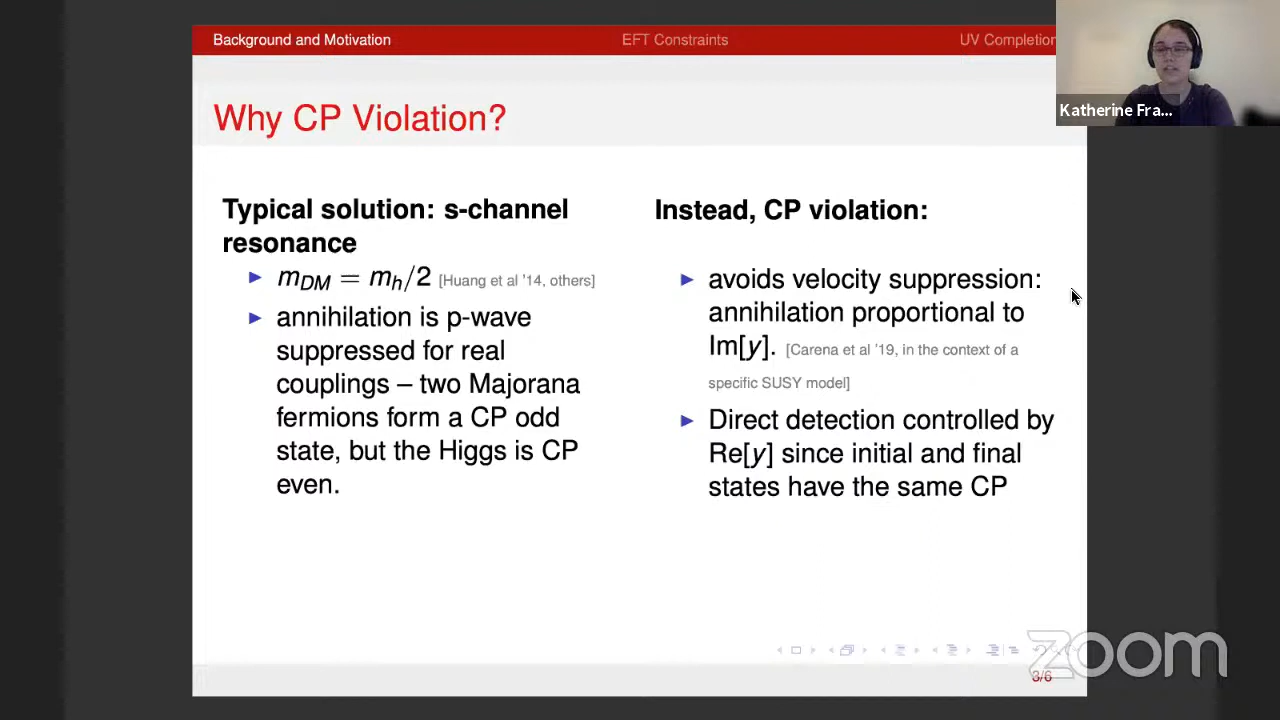 Background and Motivation
EFT Constraints
UV Completion
Katherine Fra...
Why CP Violation?
Typical solution: s-channel
resonance
m_DM = m_h/2 [Huang et al '14, others]
annihilation is p-wave
suppressed for real
couplings – two Majorana
fermions form a CP odd
state, but the Higgs is CP
even.
Instead, CP violation:
avoids velocity suppression:
annihilation proportional to
Im[y]. [Carena et al '19, in the context of a
specific SUSY model]
Direct detection controlled by
Re[y] since initial and final
states have the same CP
zoom
3/6